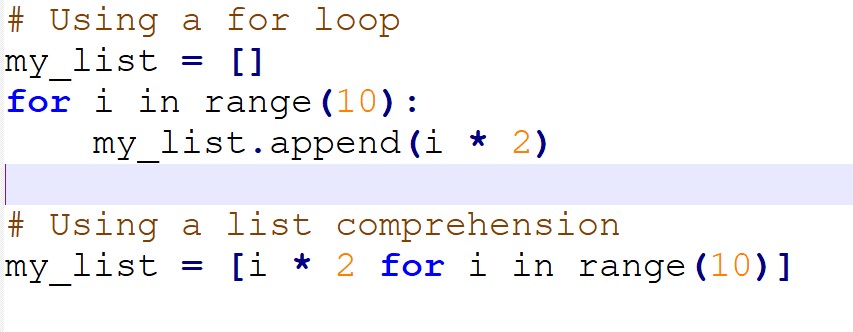 # Using a for loop
my_list = []
for i in range(10):
    my_list.append(i * 2)
# Using a list comprehension
my_list = [i * 2 for i in range(10)]